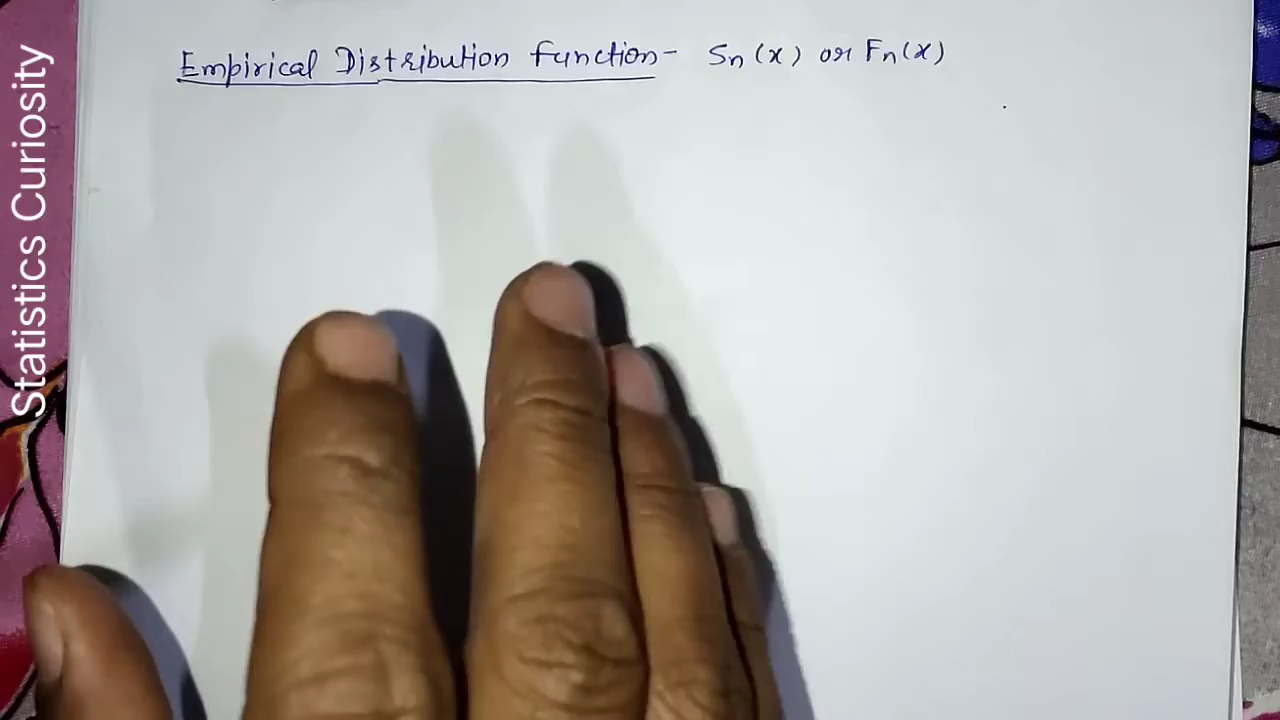 Empirical Distribution function- Sn(x) or Fn(x)
Statistics Curiosity